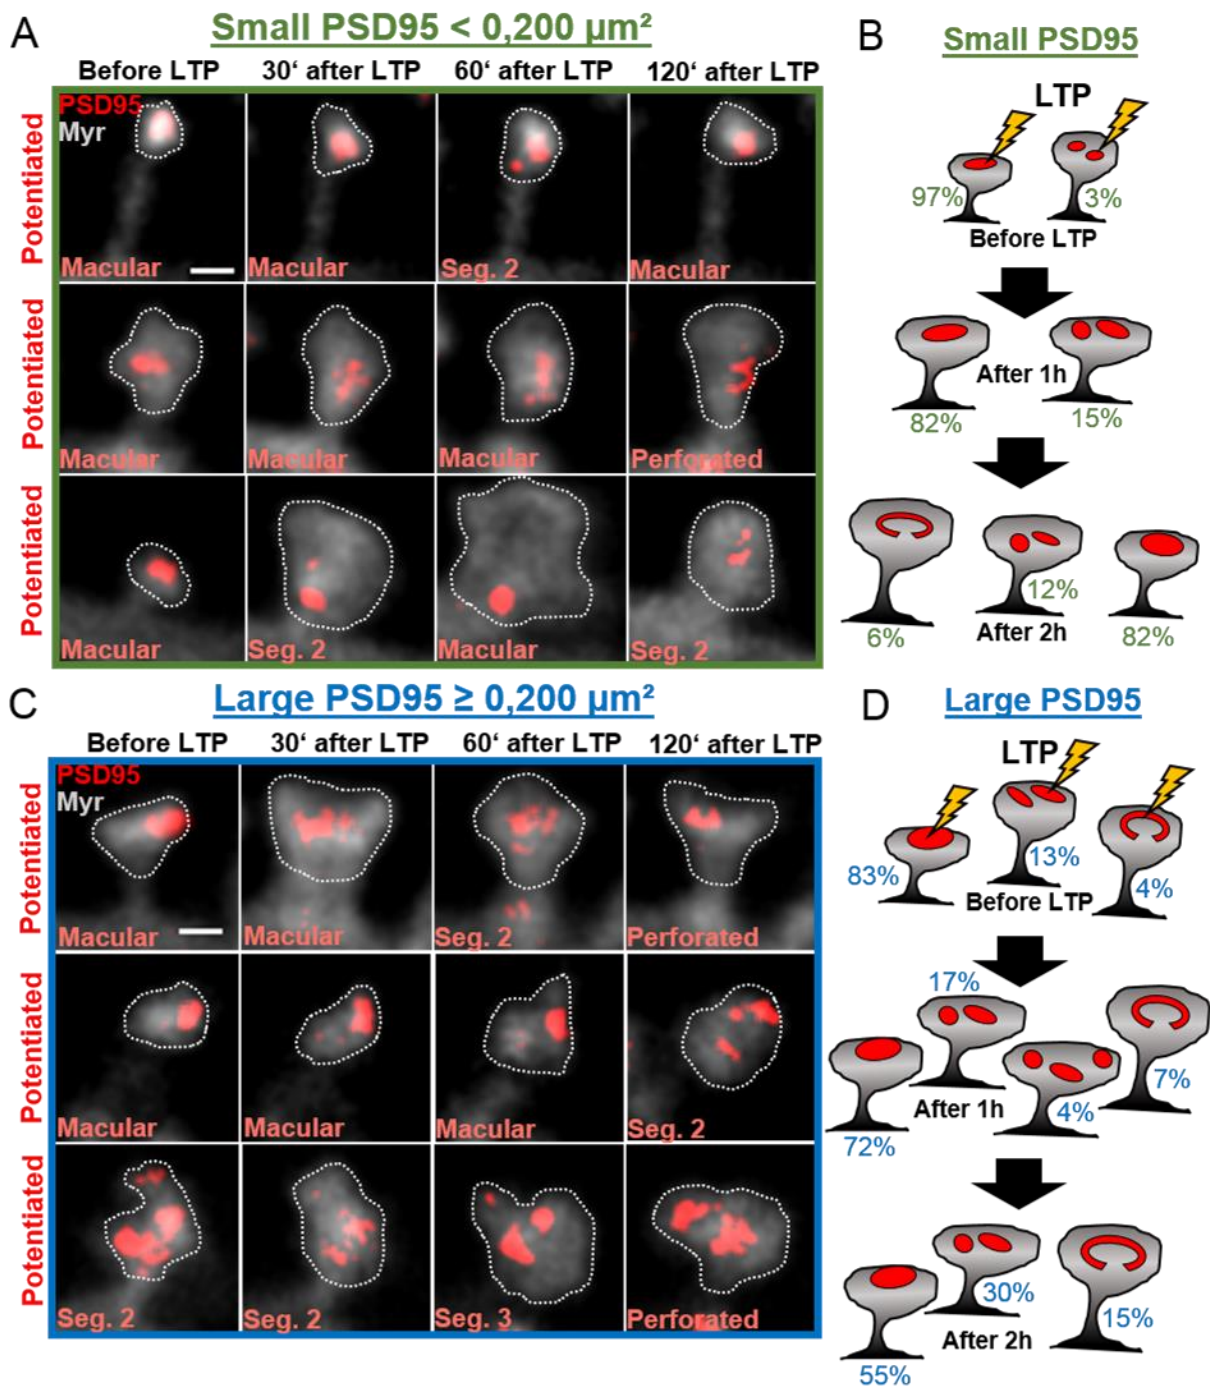 A
Small PSD95 < 0,200 µm²
Before LTP 30‘ after LTP 60‘ after LTP 120‘ after LTP
PSD95
Myr
Potentiated
Macular Macular Seg. 2 Macular
Potentiated
Macular Macular Macular Perforated
Potentiated
Macular Seg. 2 Macular Seg. 2
B
Small PSD95
LTP
97% 3%
Before LTP
After 1h
82% 15%
12%
6% After 2h 82%
C
Large PSD95 ≥ 0,200 µm²
Before LTP 30‘ after LTP 60‘ after LTP 120‘ after LTP
PSD95
Myr
Potentiated
Macular Macular Seg. 2 Perforated
Potentiated
Macular Macular Macular Seg. 2
Potentiated
Seg. 2 Seg. 2 Seg. 3 Perforated
D
Large PSD95
LTP
83% 13% 4%
Before LTP
17%
7%
After 1h 4%
72%
30% 15%
After 2h
55%